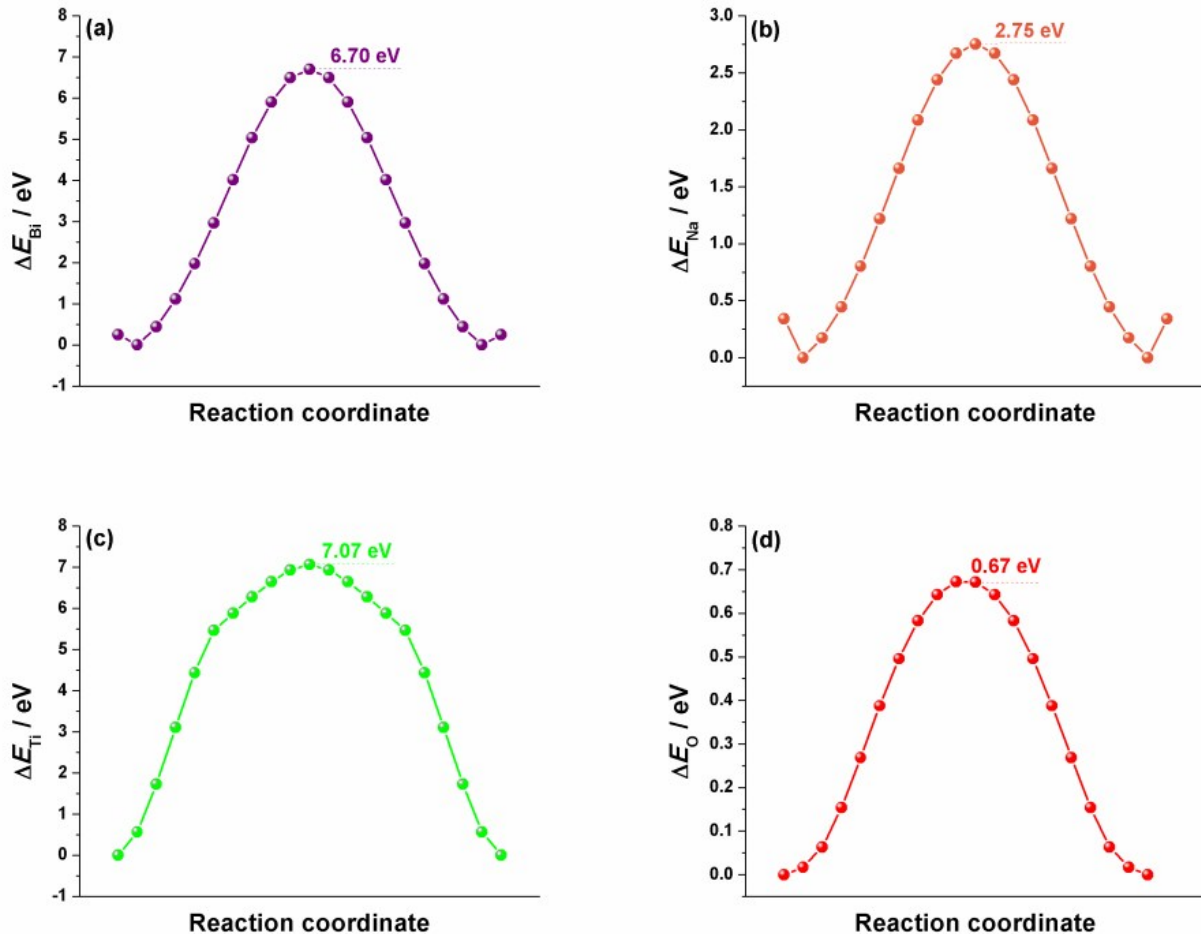 (a)
6.70 eV
8
7
6
5
4
3
2
1
0
-1
ΔE_Bi / eV
Reaction coordinate
(b)
2.75 eV
3.0
2.5
2.0
1.5
1.0
0.5
0.0
ΔE_Na / eV
Reaction coordinate
(c)
7.07 eV
8
7
6
5
4
3
2
1
0
-1
ΔE_Ti / eV
Reaction coordinate
(d)
0.67 eV
0.8
0.7
0.6
0.5
0.4
0.3
0.2
0.1
0.0
ΔE_O / eV
Reaction coordinate